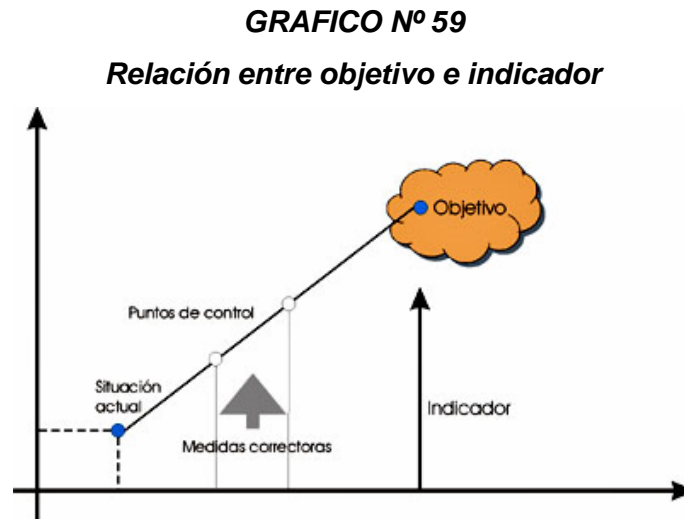 GRAFICO Nº 59
Relación entre objetivo e indicador
Objetivo
Puntos de control
Situación
actual
Indicador
Medidas correctoras